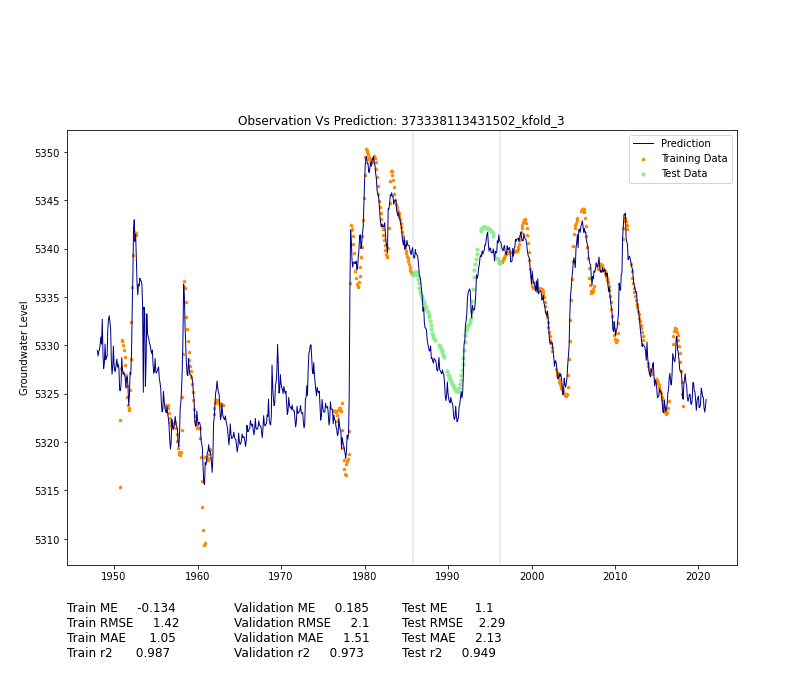 Observation Vs Prediction: 373338113431502_kfold_3
Prediction
Training Data
Test Data
Groundwater Level
5350
5345
5340
5335
5330
5325
5320
5315
5310
1950 1960 1970 1980 1990 2000 2010 2020
Train ME -0.134 Validation ME 0.185 Test ME 1.1
Train RMSE 1.42 Validation RMSE 2.1 Test RMSE 2.29
Train MAE 1.05 Validation MAE 1.51 Test MAE 2.13
Train r2 0.987 Validation r2 0.973 Test r2 0.949